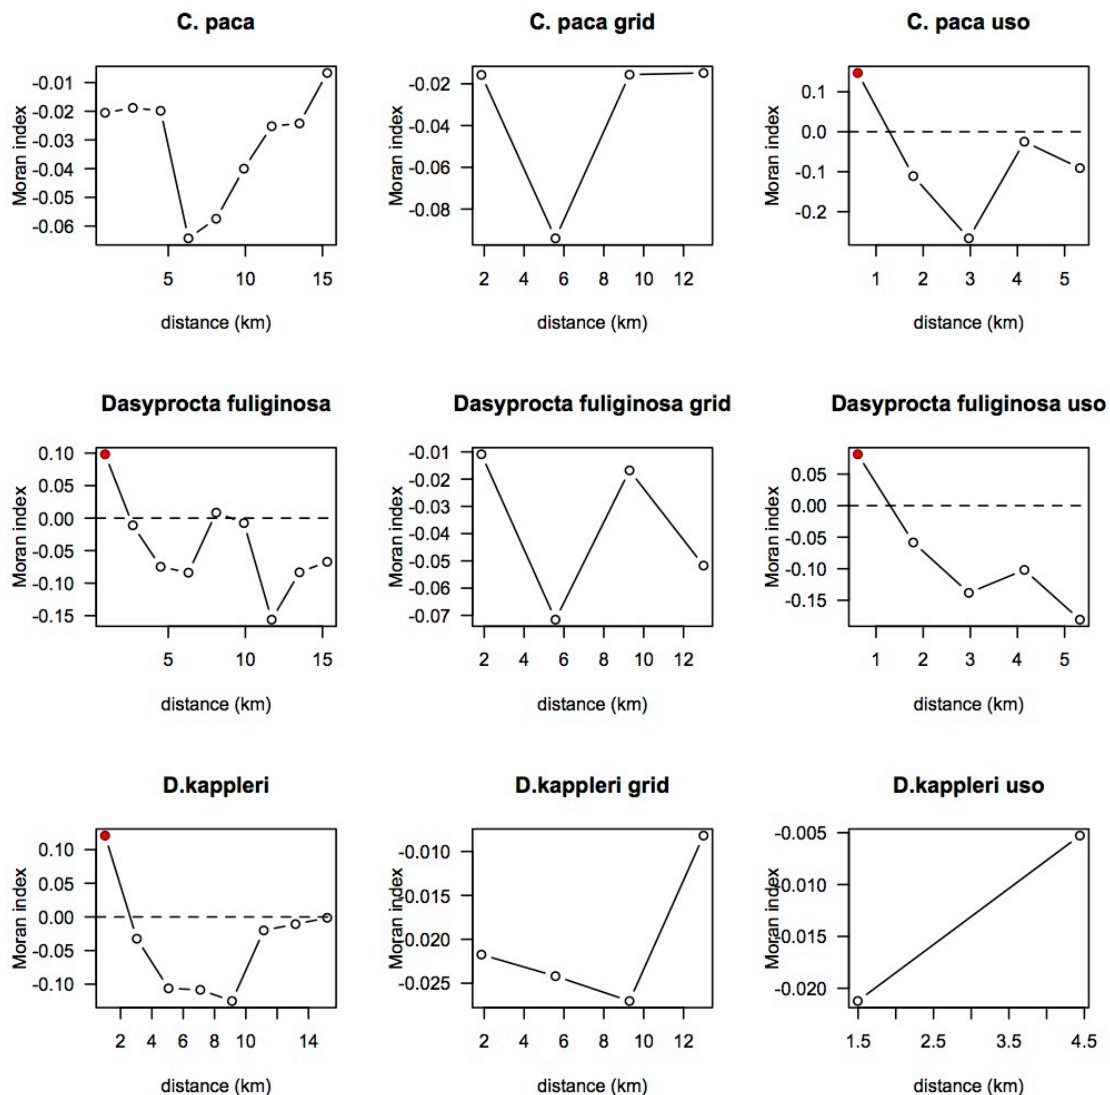 C. paca
Moran index
-0.01
-0.02
-0.03
-0.04
-0.05
-0.06
5 10 15
distance (km)
C. paca grid
Moran index
-0.02
-0.04
-0.06
-0.08
2 4 6 8 10 12
distance (km)
C. paca uso
Moran index
0.1
0.0
-0.1
-0.2
1 2 3 4 5
distance (km)
Dasyprocta fuliginosa
Moran index
0.10
0.05
0.00
-0.05
-0.10
-0.15
5 10 15
distance (km)
Dasyprocta fuliginosa grid
Moran index
-0.01
-0.02
-0.03
-0.04
-0.05
-0.06
-0.07
2 4 6 8 10 12
distance (km)
Dasyprocta fuliginosa uso
Moran index
0.05
0.00
-0.05
-0.10
-0.15
1 2 3 4 5
distance (km)
D.kappleri
Moran index
0.10
0.05
0.00
-0.05
-0.10
2 4 6 8 10 14
distance (km)
D.kappleri grid
Moran index
-0.010
-0.015
-0.020
-0.025
2 4 6 8 10 12
distance (km)
D.kappleri uso
Moran index
-0.005
-0.010
-0.015
-0.020
1.5 2.5 3.5 4.5
distance (km)